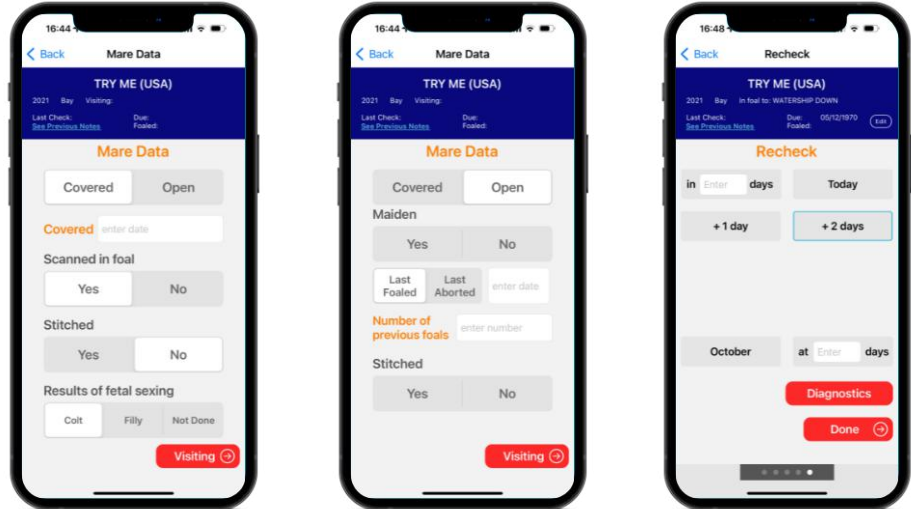 16:44
Back Mare Data
TRY ME (USA)
2021 Bay Visiting:
Last Check: Due:
See Previous Notes Foaled:
Mare Data
Covered Open
Covered enter date
Scanned in foal
Yes No
Stitched
Yes No
Results of fetal sexing
Colt Filly Not Done
Visiting
16:44
Back Mare Data
TRY ME (USA)
2021 Bay Visiting:
Last Check: Due:
See Previous Notes Foaled:
Mare Data
Covered Open
Maiden
Yes No
Last Last
Foaled Aborted enter date
Number of
previous foals enter number
Stitched
Yes No
Visiting
16:48
Back Recheck
TRY ME (USA)
2021 Bay in foal to: WATERSHIP DOWN
Last Check: Due: 05/12/1970
See Previous Notes Foaled: Edit
Recheck
in Enter days Today
+ 1 day + 2 days
October at Enter days
Diagnostics
Done